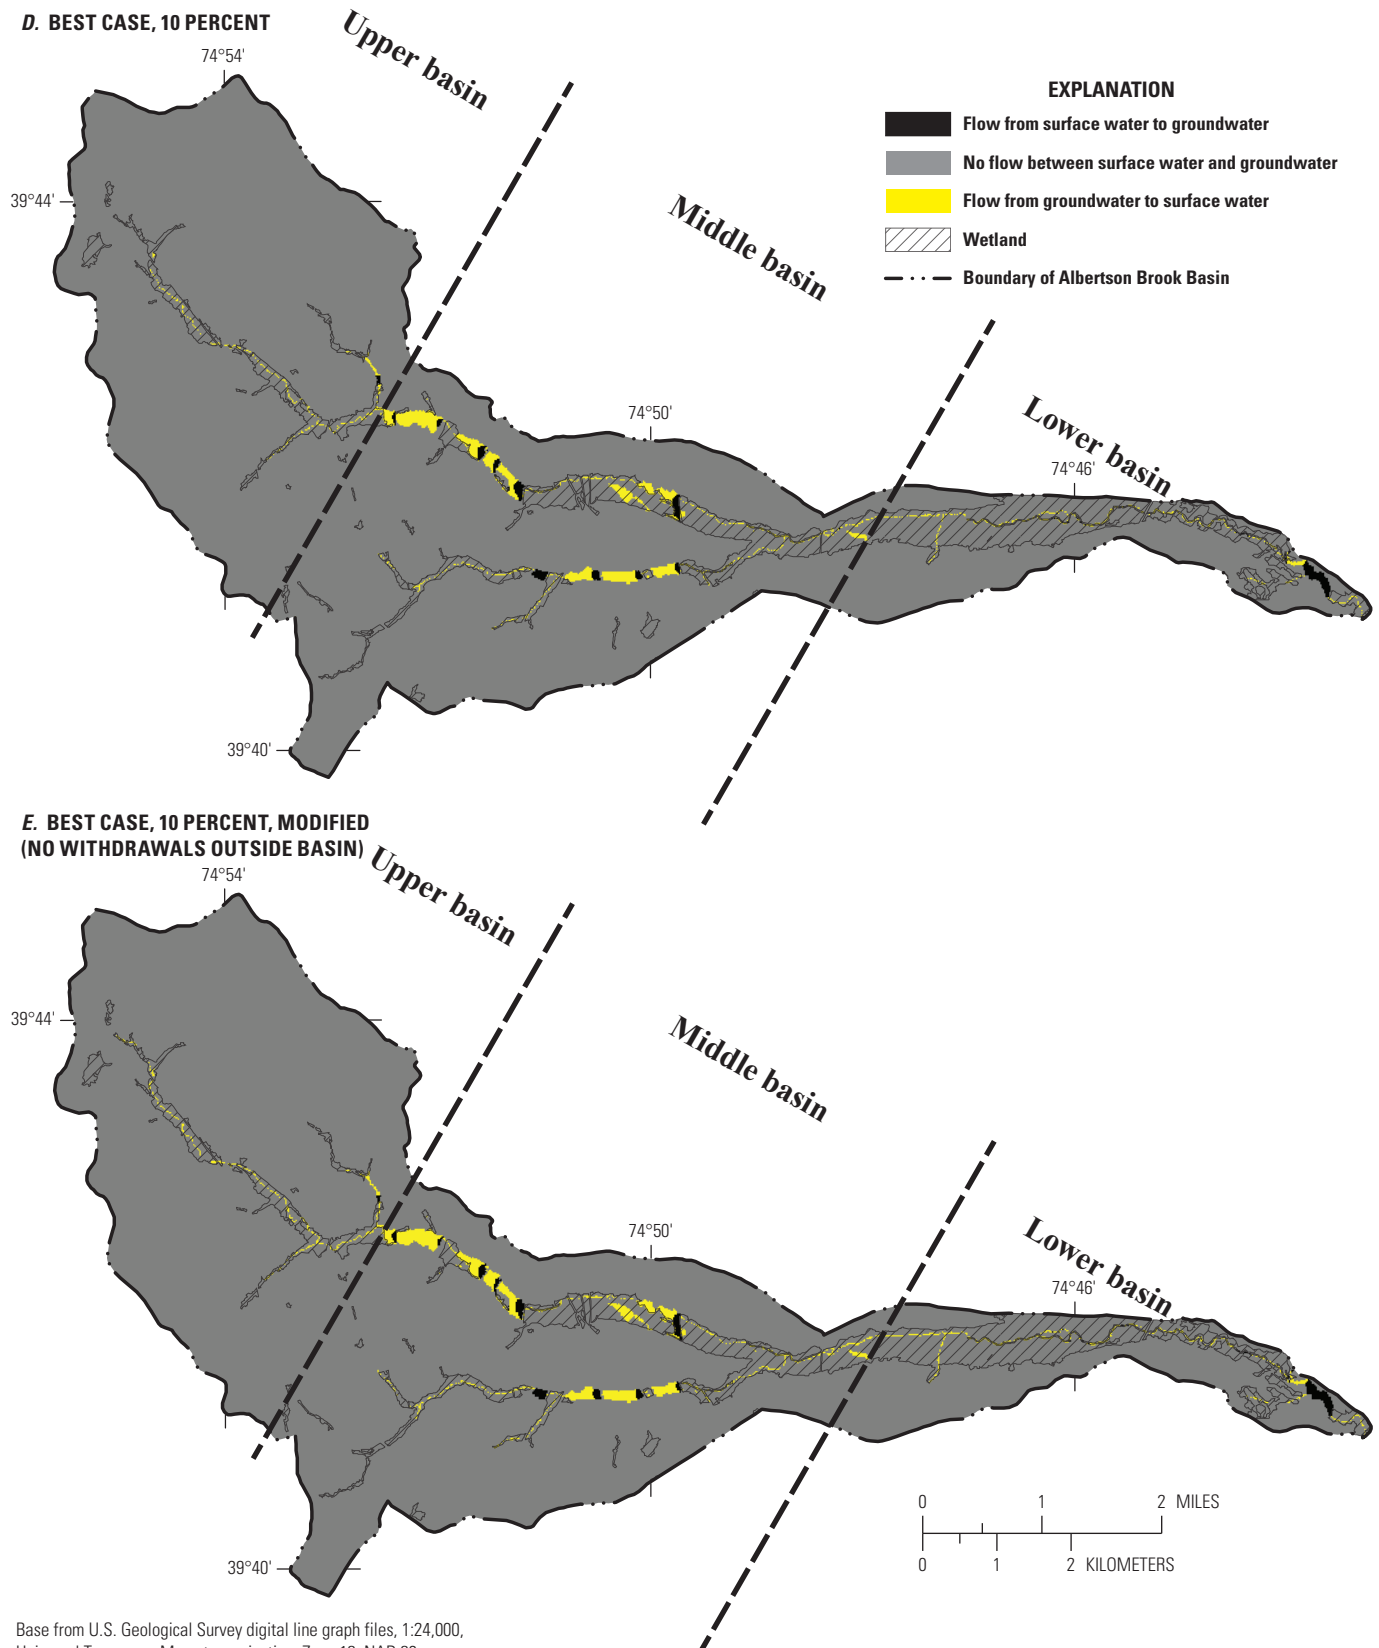 D. BEST CASE, 10 PERCENT
Upper basin
74°54'
EXPLANATION
Flow from surface water to groundwater
No flow between surface water and groundwater
Flow from groundwater to surface water
Wetland
Boundary of Albertson Brook Basin
39°44'
Middle basin
74°50'
Lower basin
74°46'
39°40'
E. BEST CASE, 10 PERCENT, MODIFIED
(NO WITHDRAWALS OUTSIDE BASIN)
Upper basin
74°54'
39°44'
Middle basin
74°50'
Lower basin
74°46'
0 1 2 MILES
0 1 2 KILOMETERS
39°40'
Base from U.S. Geological Survey digital line graph files, 1:24,000,